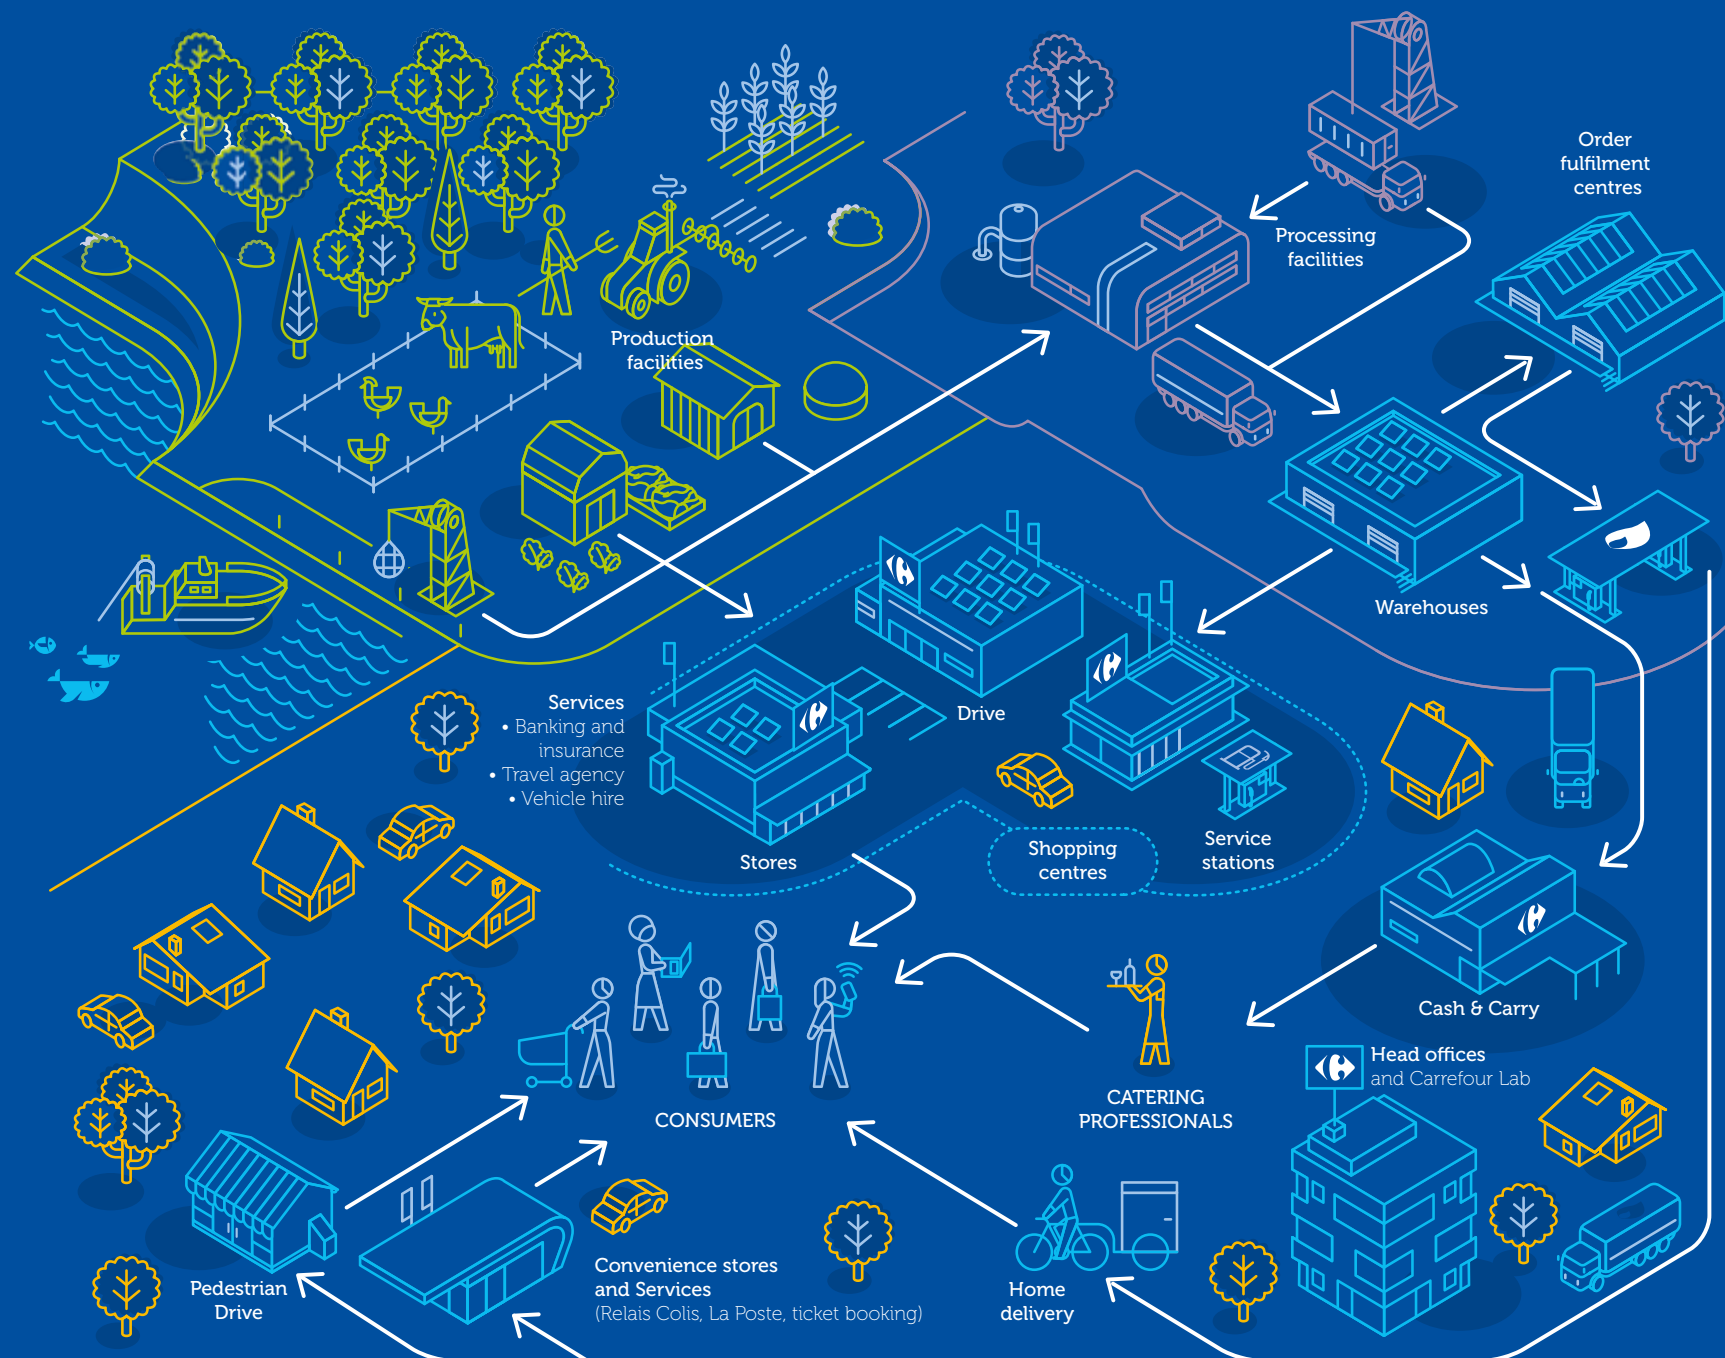 Order
fulfilment
centres
Processing
facilities
Production
facilities
Warehouses
Services
• Banking and
insurance
• Travel agency
• Vehicle hire
Drive
Stores
Shopping
centres
Service
stations
Cash & Carry
Head offices
and Carrefour Lab
CATERING
PROFESSIONALS
CONSUMERS
Convenience stores
and Services
(Relais Colis, La Poste, ticket booking)
Pedestrian
Drive
Home
delivery